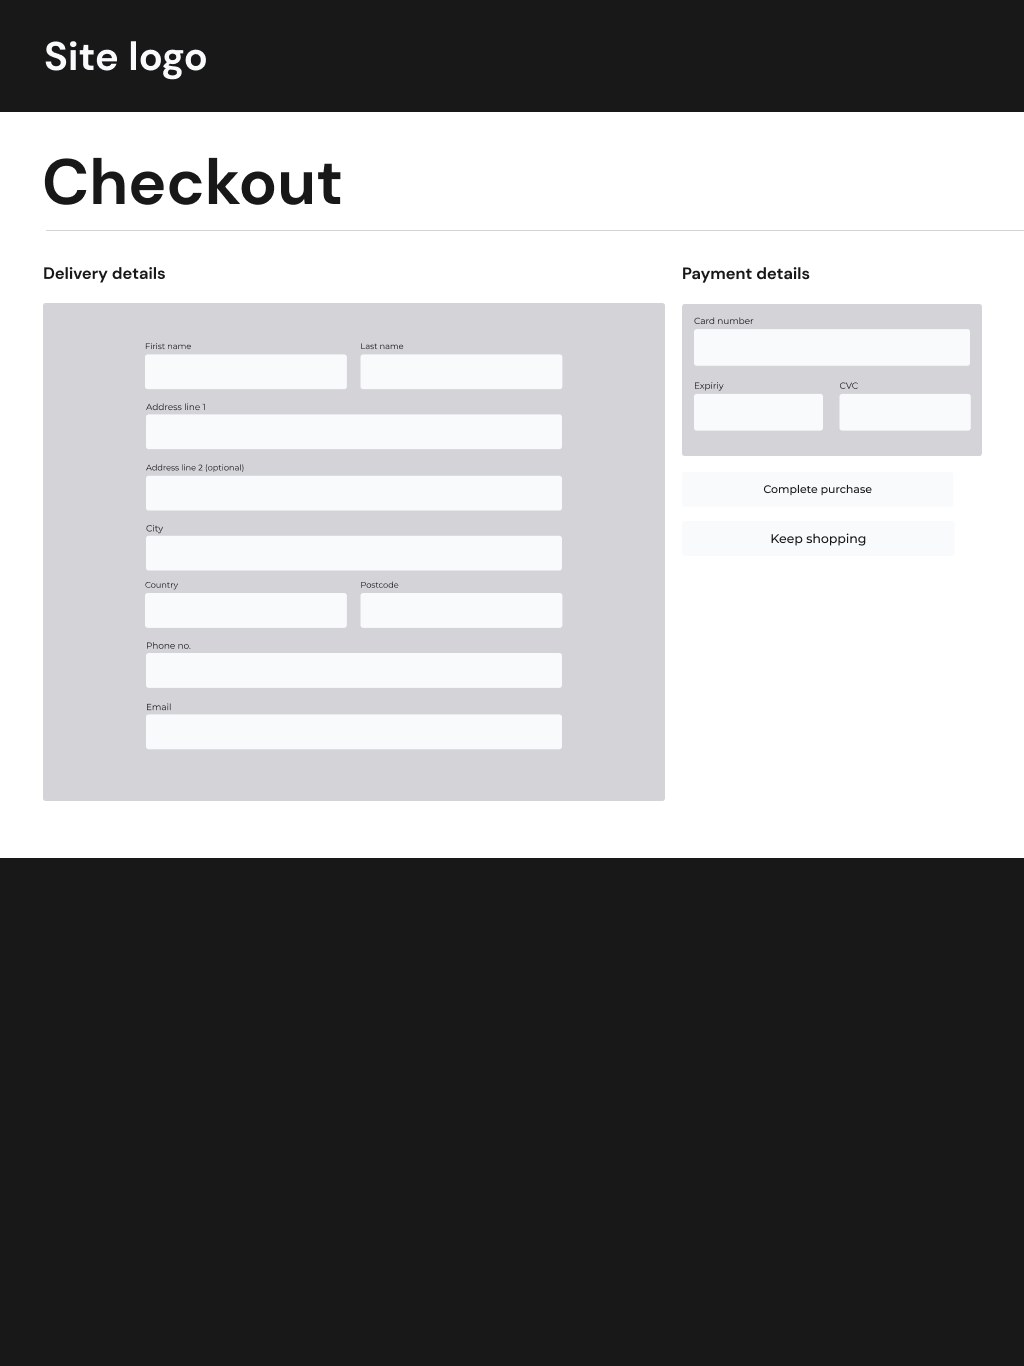 Site logo
Checkout
Delivery details
Firist name
Last name
Address line 1
Address line 2 (optional)
City
Country
Postcode
Phone no.
Email
Payment details
Card number
Expiriy
CVC
Complete purchase
Keep shopping